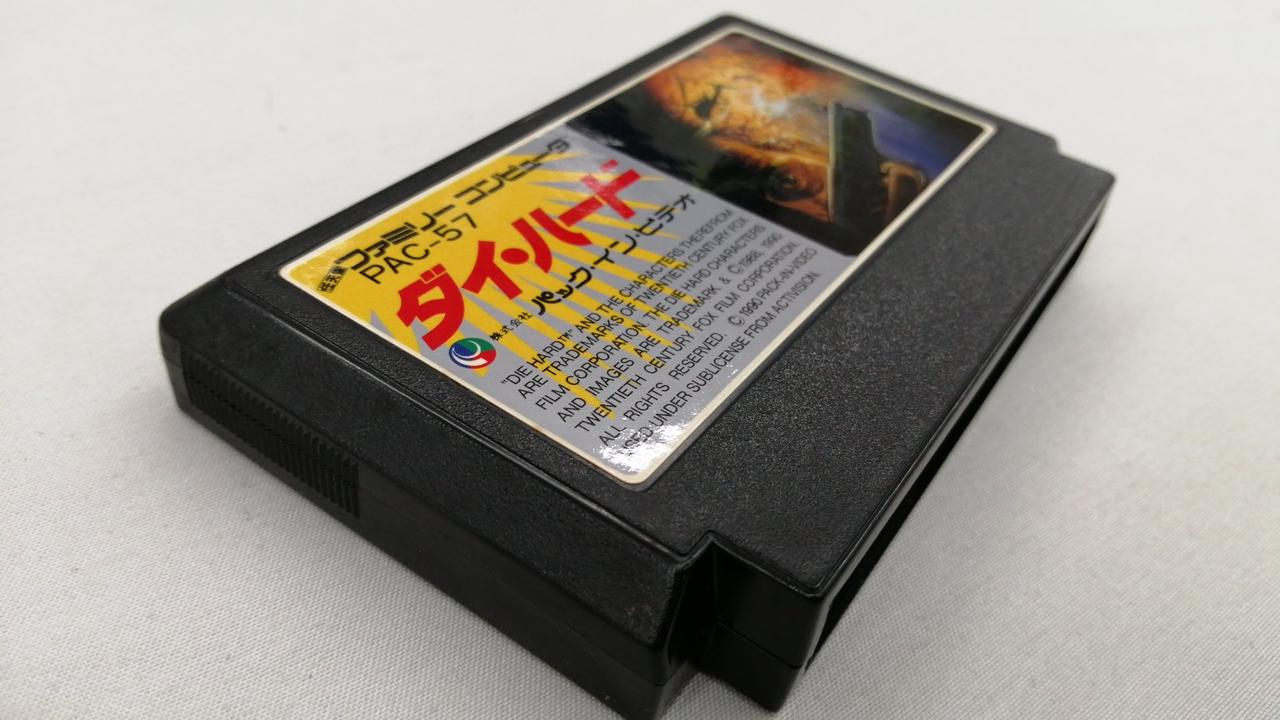 任天堂 ファミリー コンピュータ
PAC-57
ダイ・ハード
株式会社 パック・イン・ビデオ
"DIE HARD™" AND THE CHARACTERS THEREFROM
ARE TRADEMARKS OF TWENTIETH CENTURY FOX
FILM CORPORATION. THE DIE HARD CHARACTERS
AND IMAGES ARE TRADEMARK & © 1988, 1990
TWENTIETH CENTURY FOX FILM CORPORATION.
ALL RIGHTS RESERVED. © 1990 PACK-IN-VIDEO
USED UNDER SUBLICENSE FROM ACTIVISION.